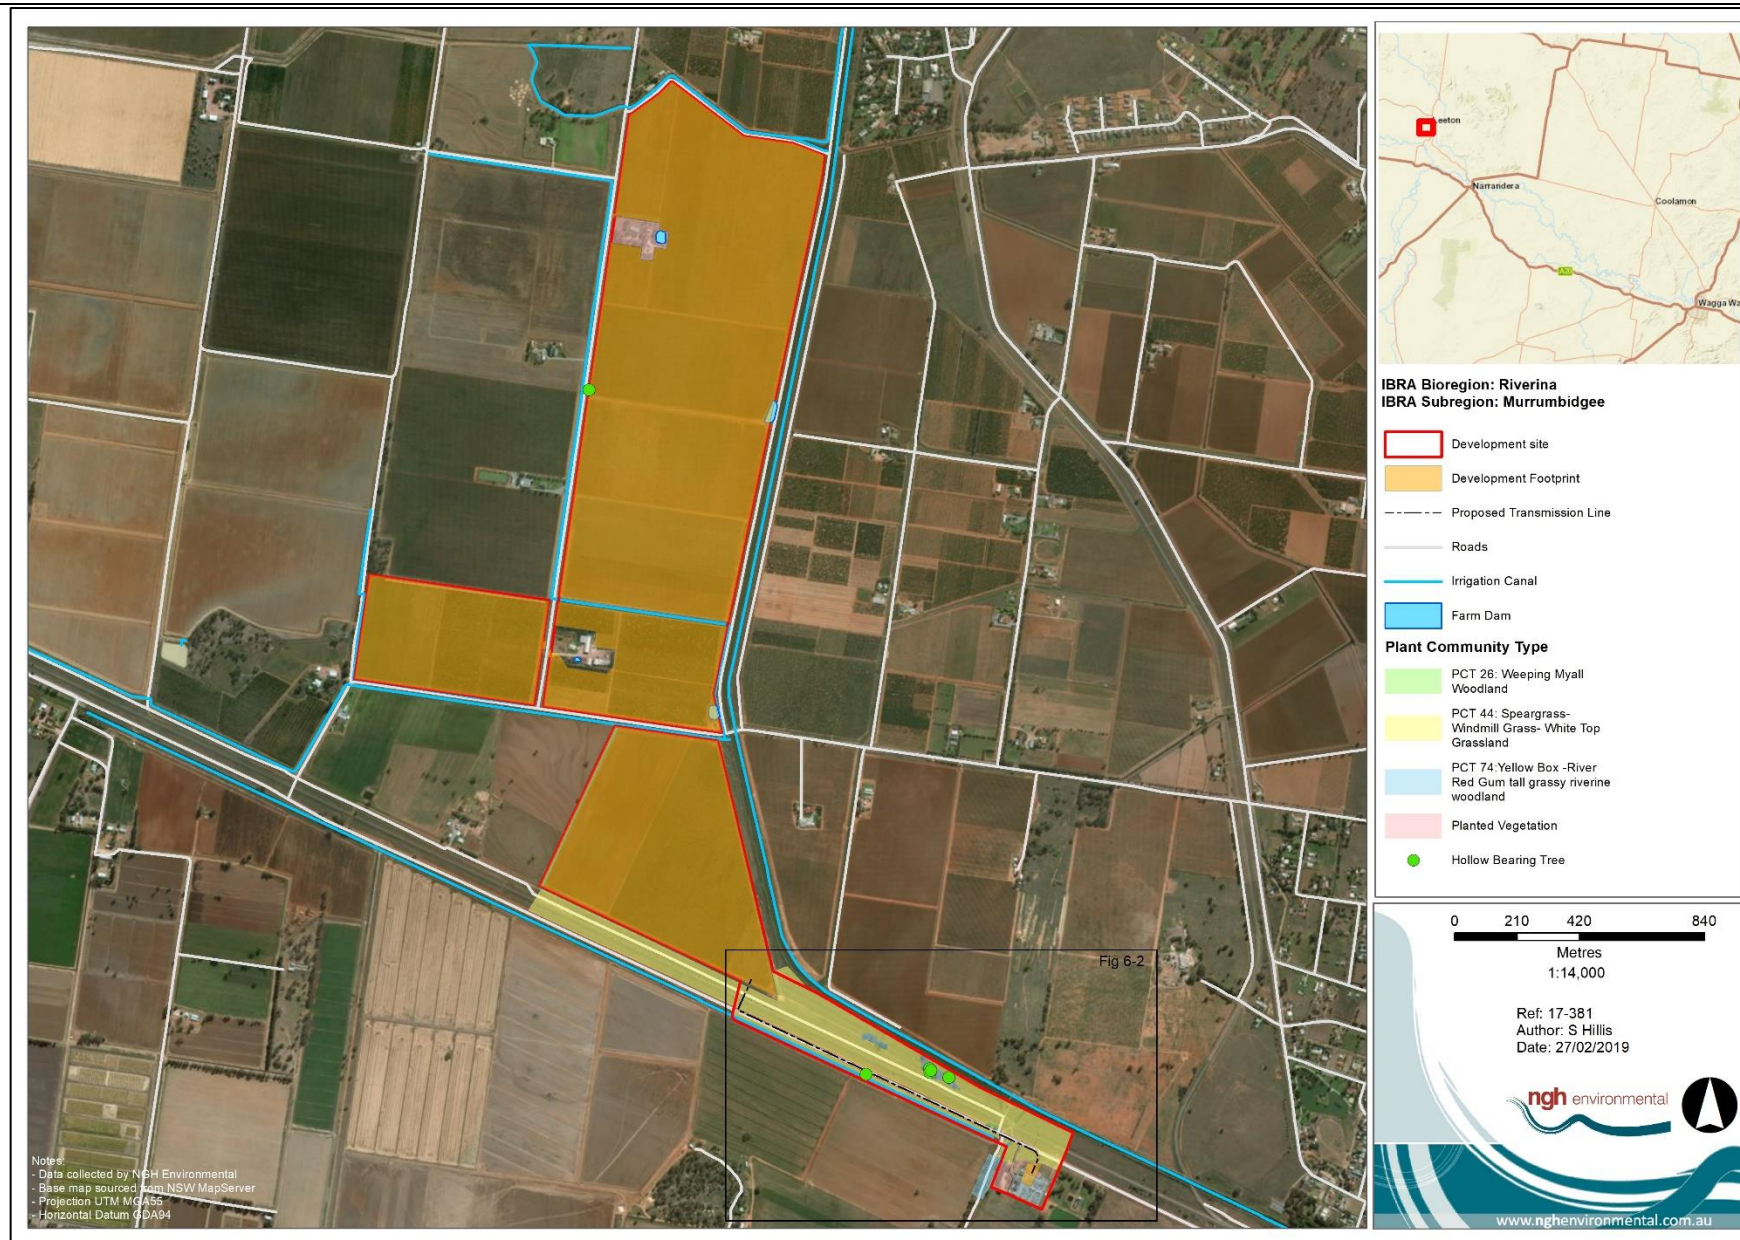 Fig 6-2
Notes:
- Data collected by NGH Environmental
- Base map sourced from NSW MapServer
- Projection UTM MGA55
- Horizontal Datum GDA94
Leeton
Narrandera
Coolamon
A20
Wagga Wa
IBRA Bioregion: Riverina
IBRA Subregion: Murrumbidgee
Development site
Development Footprint
Proposed Transmission Line
Roads
Irrigation Canal
Farm Dam
Plant Community Type
PCT 26: Weeping Myall
Woodland
PCT 44: Speargrass-
Windmill Grass- White Top
Grassland
PCT 74:Yellow Box -River
Red Gum tall grassy riverine
woodland
Planted Vegetation
Hollow Bearing Tree
0 210 420 840
Metres
1:14,000
Ref: 17-381
Author: S Hillis
Date: 27/02/2019
ngh environmental
www.nghenvironmental.com.au